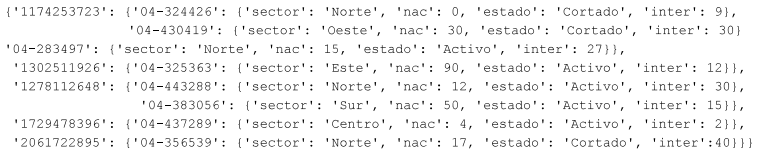 {'1174253723': {'04-324426': {'sector': 'Norte', 'nac': 0, 'estado': 'Cortado', 'inter': 9},
'04-430419': {'sector': 'Oeste', 'nac': 30, 'estado': 'Cortado', 'inter': 30}
'04-283497': {'sector': 'Norte', 'nac': 15, 'estado': 'Activo', 'inter': 27}},
'1302511926': {'04-325363': {'sector': 'Este', 'nac': 90, 'estado': 'Activo', 'inter': 12}},
'1278112648': {'04-443288': {'sector': 'Norte', 'nac': 12, 'estado': 'Activo', 'inter': 30},
'04-383056': {'sector': 'Sur', 'nac': 50, 'estado': 'Activo', 'inter': 15}},
'1729478396': {'04-437289': {'sector': 'Centro', 'nac': 4, 'estado': 'Activo', 'inter': 2}},
'2061722895': {'04-356539': {'sector': 'Norte', 'nac': 17, 'estado': 'Cortado', 'inter':40}}}